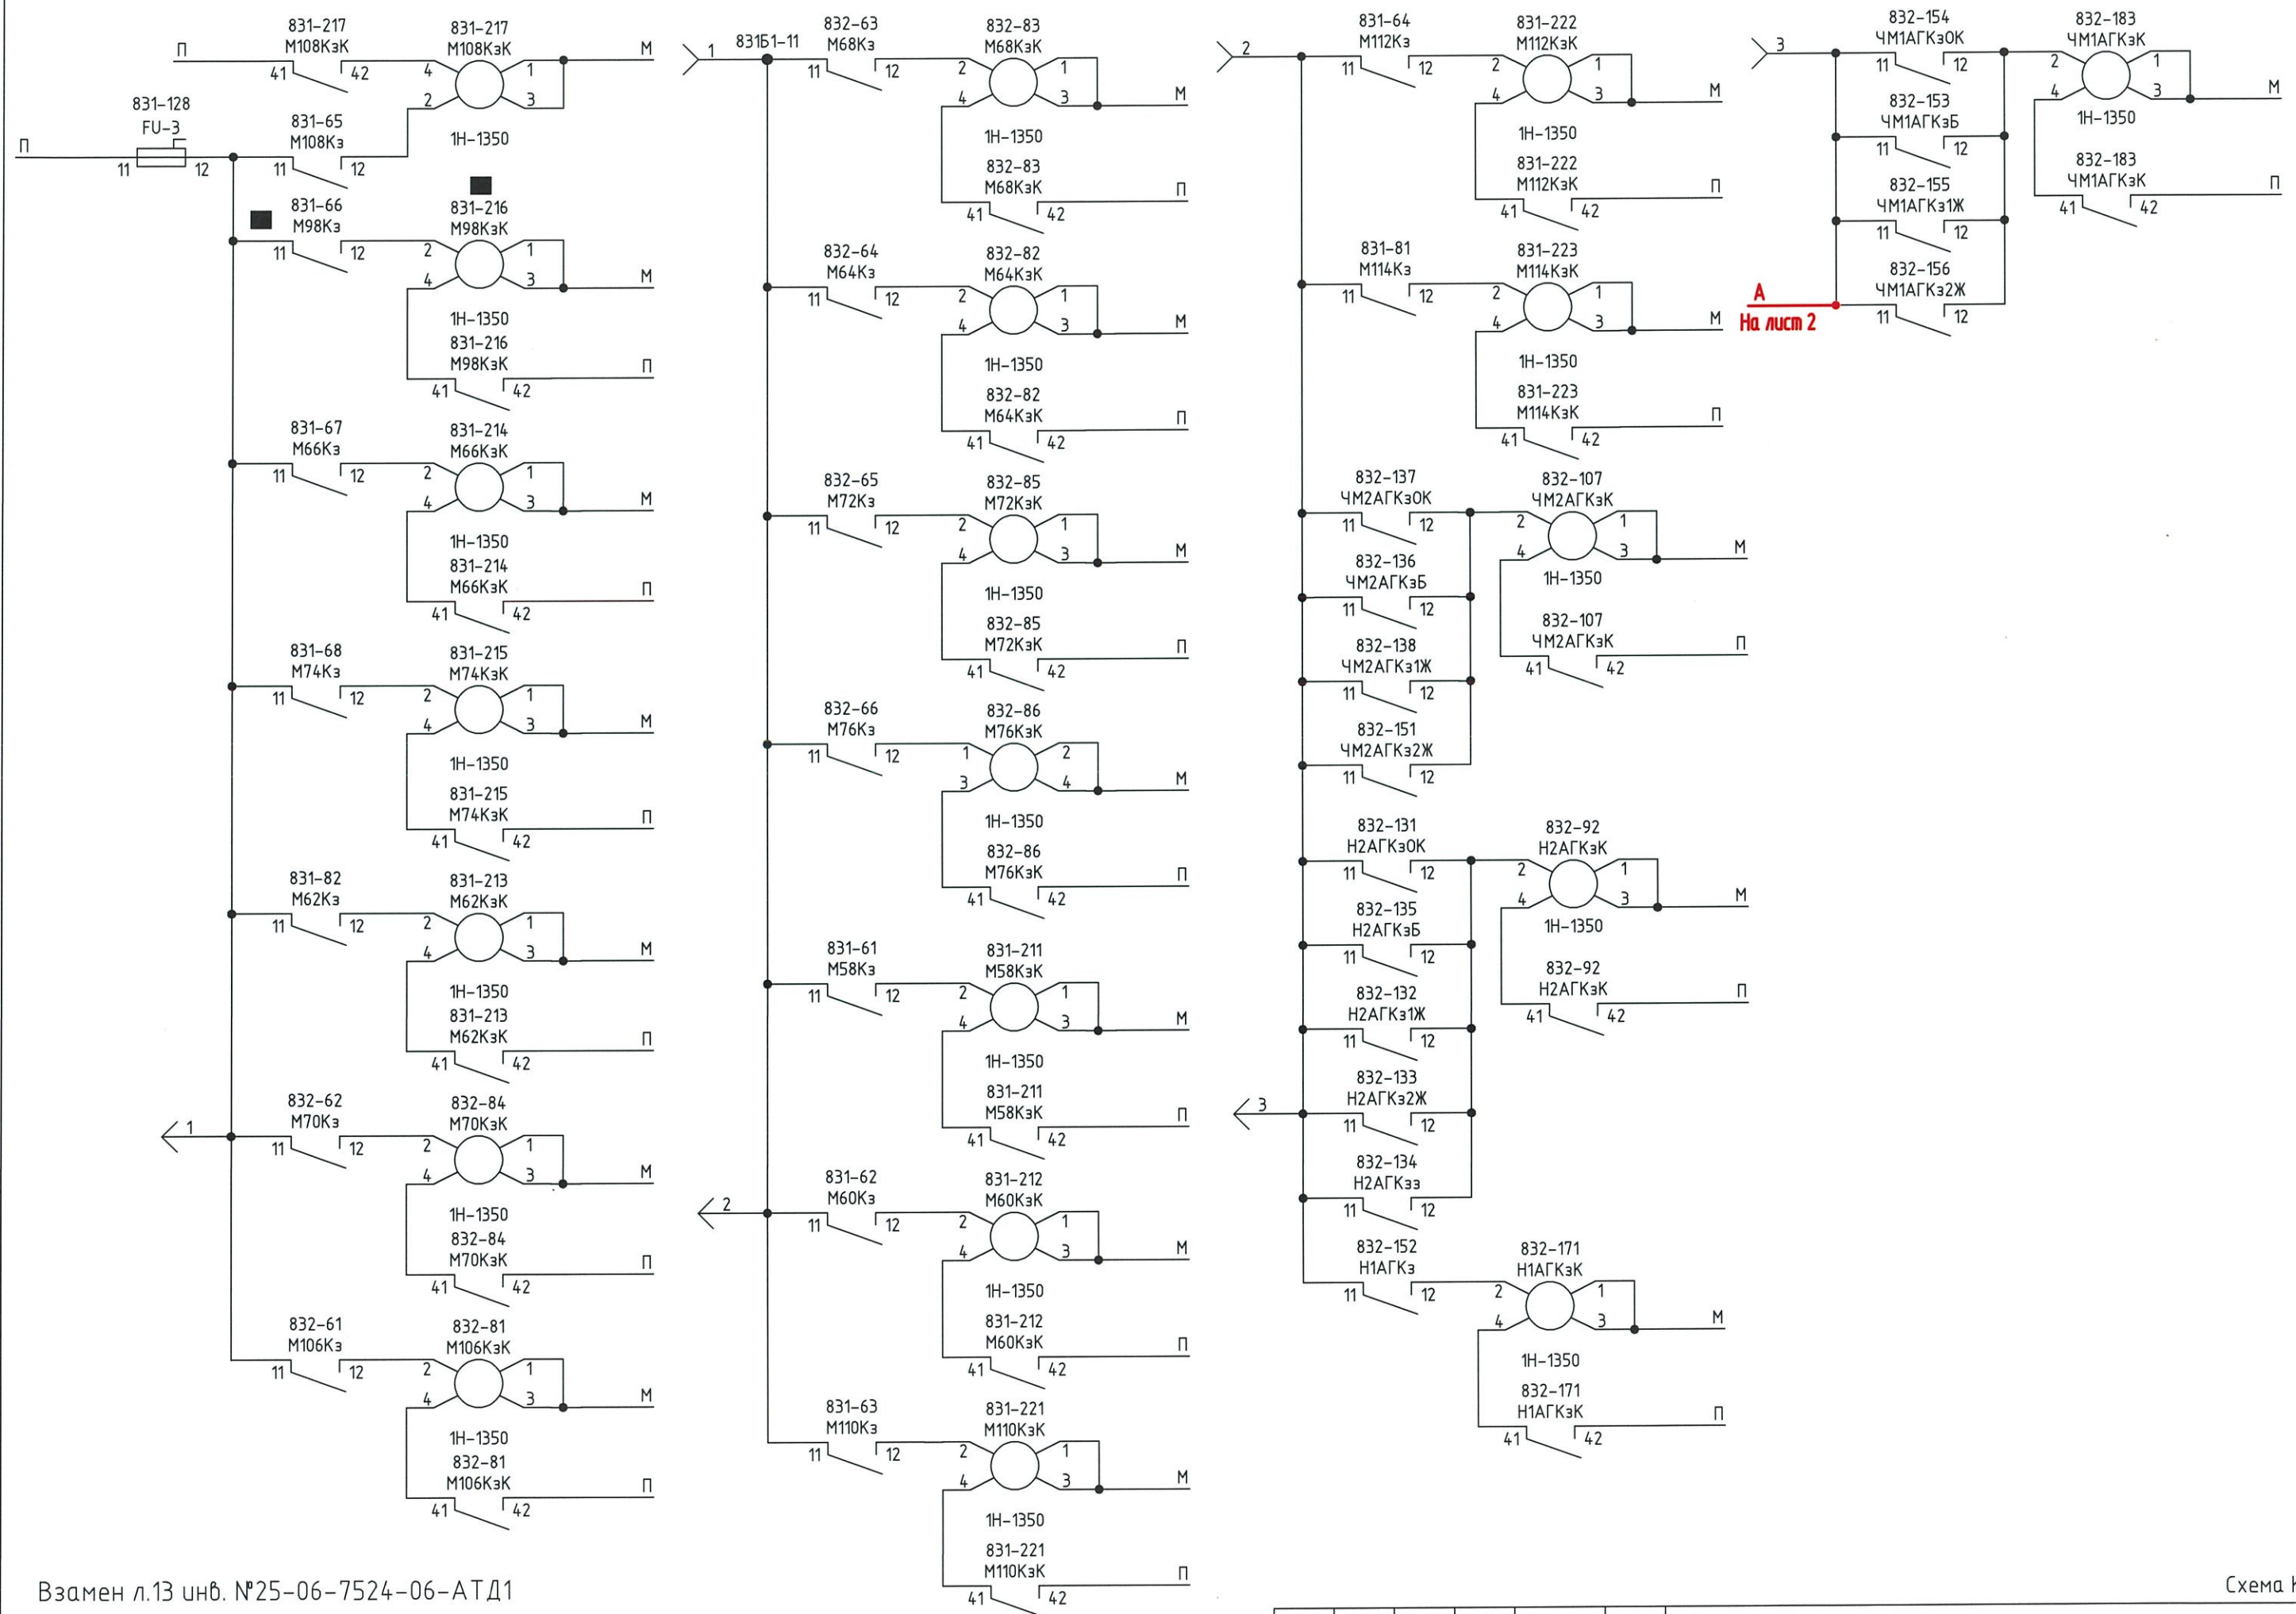 831-217
М108КзК
П
41
42
831-217
М108КзК
4
2
1
3
М
1Н-1350
831-128
FU-3
П
11
12
831-65
М108Кз
11
12
831-66
М98Кз
11
12
831-216
М98КзК
2
4
1
3
М
1Н-1350
831-216
М98КзК
41
42
П
831-67
М66Кз
11
12
831-214
М66КзК
2
4
1
3
М
1Н-1350
831-214
М66КзК
41
42
П
831-68
М74Кз
11
12
831-215
М74КзК
2
4
1
3
М
1Н-1350
831-215
М74КзК
41
42
П
831-82
М62Кз
11
12
831-213
М62КзК
2
4
1
3
М
1Н-1350
831-213
М62КзК
41
42
П
1
832-62
М70Кз
11
12
832-84
М70КзК
2
4
1
3
М
1Н-1350
832-84
М70КзК
41
42
П
832-61
М106Кз
11
12
832-81
М106КзК
2
4
1
3
М
1Н-1350
832-81
М106КзК
41
42
П
1
831Б1-11
832-63
М68Кз
11
12
832-83
М68КзК
2
4
1
3
М
1Н-1350
832-83
М68КзК
41
42
П
832-64
М64Кз
11
12
832-82
М64КзК
2
4
1
3
М
1Н-1350
832-82
М64КзК
41
42
П
832-65
М72Кз
11
12
832-85
М72КзК
2
4
1
3
М
1Н-1350
832-85
М72КзК
41
42
П
832-66
М76Кз
11
12
832-86
М76КзК
1
3
2
4
М
1Н-1350
832-86
М76КзК
41
42
П
831-61
М58Кз
11
12
831-211
М58КзК
2
4
1
3
М
1Н-1350
831-211
М58КзК
41
42
П
2
831-62
М60Кз
11
12
831-212
М60КзК
2
4
1
3
М
1Н-1350
831-212
М60КзК
41
42
П
831-63
М110Кз
11
12
831-221
М110КзК
2
4
1
3
М
1Н-1350
831-221
М110КзК
41
42
П
2
831-64
М112Кз
11
12
831-222
М112КзК
2
4
1
3
М
1Н-1350
831-222
М112КзК
41
42
П
831-81
М114Кз
11
12
831-223
М114КзК
2
4
1
3
М
1Н-1350
831-223
М114КзК
41
42
П
832-137
ЧМ2АГКзОК
11
12
832-107
ЧМ2АГКзК
2
4
1
3
М
1Н-1350
832-136
ЧМ2АГКзБ
11
12
832-107
ЧМ2АГКзК
41
42
П
832-138
ЧМ2АГКз1Ж
11
12
832-151
ЧМ2АГКз2Ж
11
12
832-131
Н2АГКзОК
11
12
832-92
Н2АГКзК
2
4
1
3
М
1Н-1350
832-135
Н2АГКзБ
11
12
832-92
Н2АГКзК
41
42
П
832-132
Н2АГКз1Ж
11
12
3
832-133
Н2АГКз2Ж
11
12
832-134
Н2АГКзз
11
12
832-152
Н1АГКз
11
12
832-171
Н1АГКзК
2
4
1
3
М
1Н-1350
832-171
Н1АГКзК
41
42
П
3
832-154
ЧМ1АГКзОК
11
12
832-183
ЧМ1АГКзК
2
4
1
3
М
1Н-1350
832-153
ЧМ1АГКзБ
11
12
832-183
ЧМ1АГКзК
41
42
П
832-155
ЧМ1АГКз1Ж
11
12
832-156
ЧМ1АГКз2Ж
11
12
А
На лист 2
Взамен л.13 инв. №25-06-7524-06-АТД1
Схема